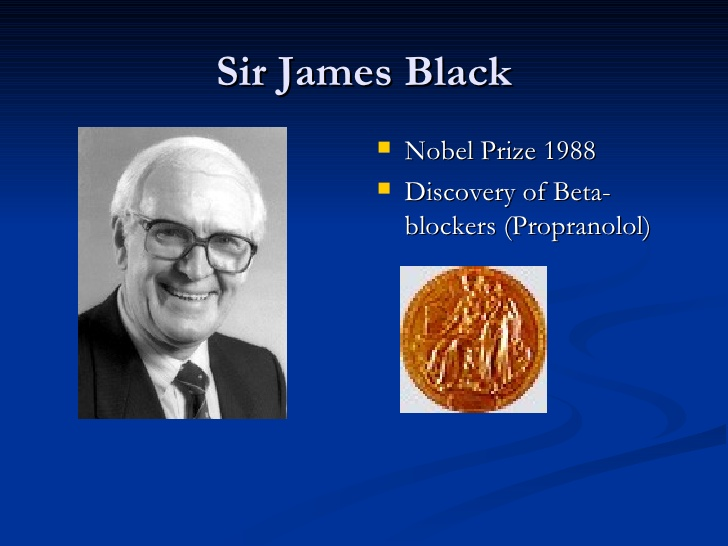 Sir James Black
Nobel Prize 1988
Discovery of Beta-
blockers (Propranolol)